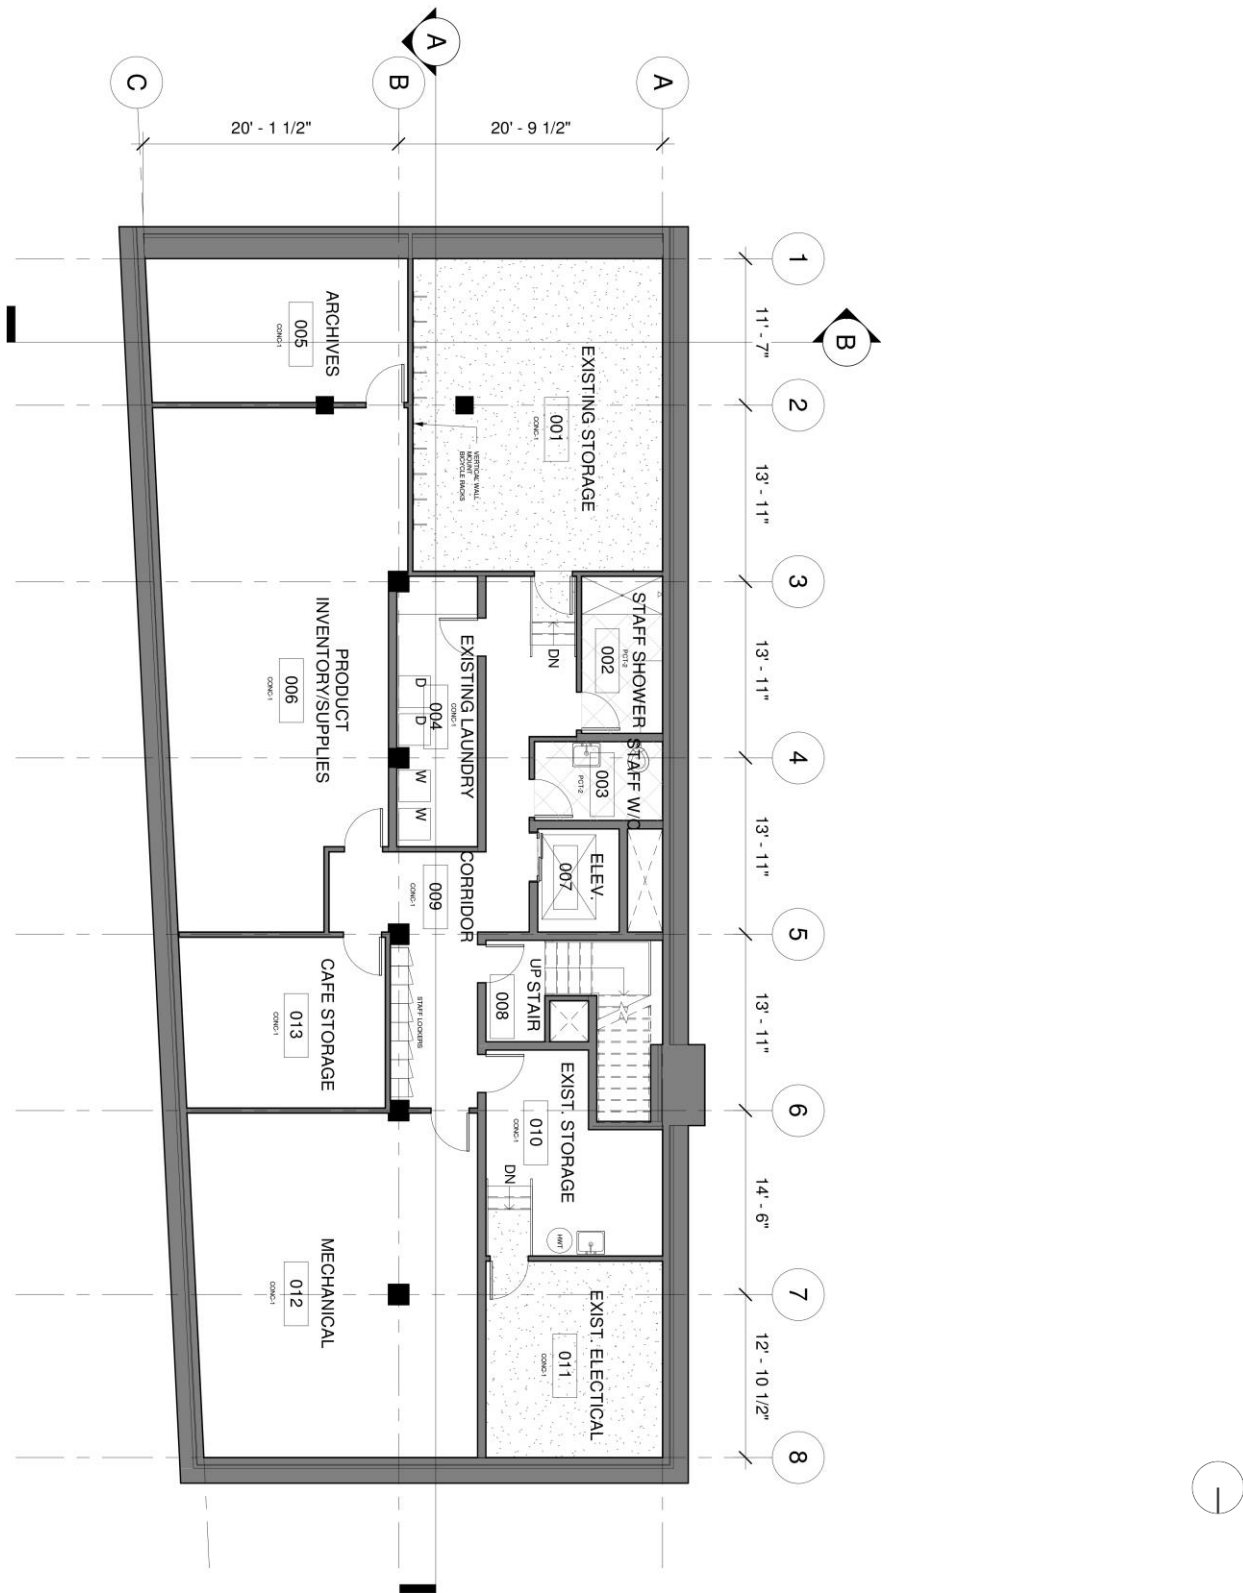 A
C
B
A
20' - 1 1/2"
20' - 9 1/2"
1
11' - 7"
B
2
13' - 11"
3
13' - 11"
4
13' - 11"
5
13' - 11"
6
14' - 6"
7
12' - 10 1/2"
8
EXISTING STORAGE
001
CONC-1
VERTICAL WALL
MOUNT
BICYCLE RACKS
ARCHIVES
005
CONC-1
STAFF SHOWER
002
PCT-2
DN
EXISTING LAUNDRY
004
CONC-1
D
D
W
W
PRODUCT
INVENTORY/SUPPLIES
006
CONC-1
STAFF W/C
003
PCT-2
ELEV.
007
CORRIDOR
009
CONC-1
STAIR
UP
008
STAFF LOCKERS
CAFE STORAGE
013
CONC-1
EXIST. STORAGE
010
CONC-1
DN
HWT
MECHANICAL
012
CONC-1
EXIST. ELECTICAL
011
CONC-1